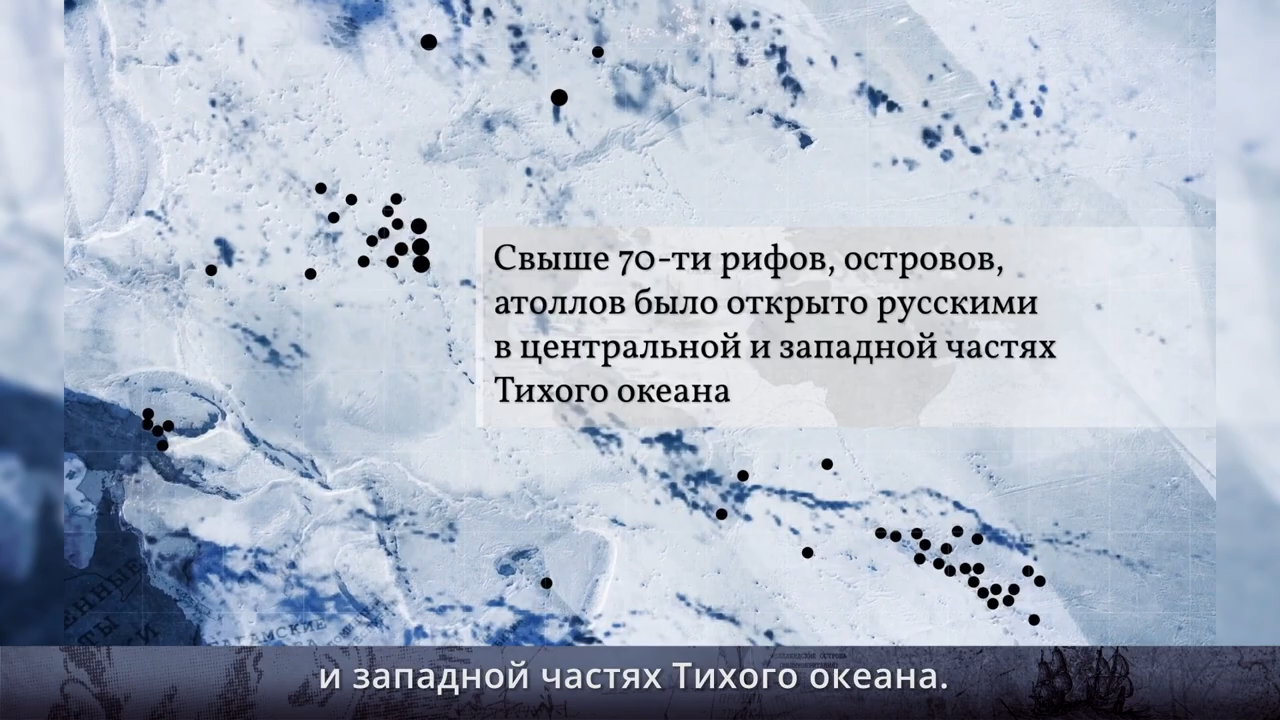 Свыше 70-ти рифов, островов,
атоллов было открыто русскими
в центральной и западной частях
Тихого океана
и западной частях Тихого океана.